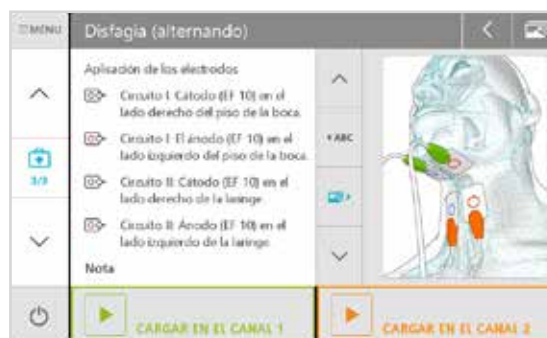 MENU
Disfagia (alternando)
Aplicación de los electrodos
Circuito I: Cátodo (EF 10) en el
lado derecho del piso de la boca.
Circuito I: El ánodo (EF 10) en el
lado izquierdo del piso de la boca.
Circuito II: Cátodo (EF 10) en el
lado derecho de la laringe
Circuito II: Ánodo (EF 10) en el
lado izquierdo de la laringe
Nota
ABC
3/3
CARGAR EN EL CANAL 1
CARGAR EN EL CANAL 2